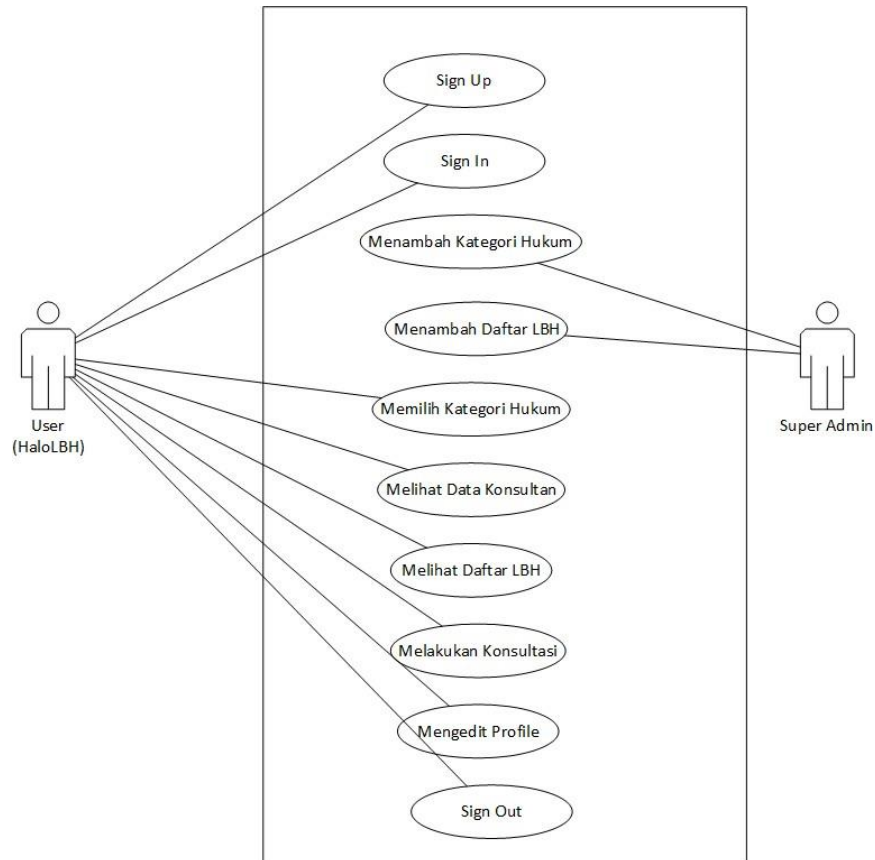 Sign Up
Sign In
Menambah Kategori Hukum
Menambah Daftar LBH
Memilih Kategori Hukum
User
(HaloLBH)
Super Admin
Melihat Data Konsultan
Melihat Daftar LBH
Melakukan Konsultasi
Mengedit Profile
Sign Out